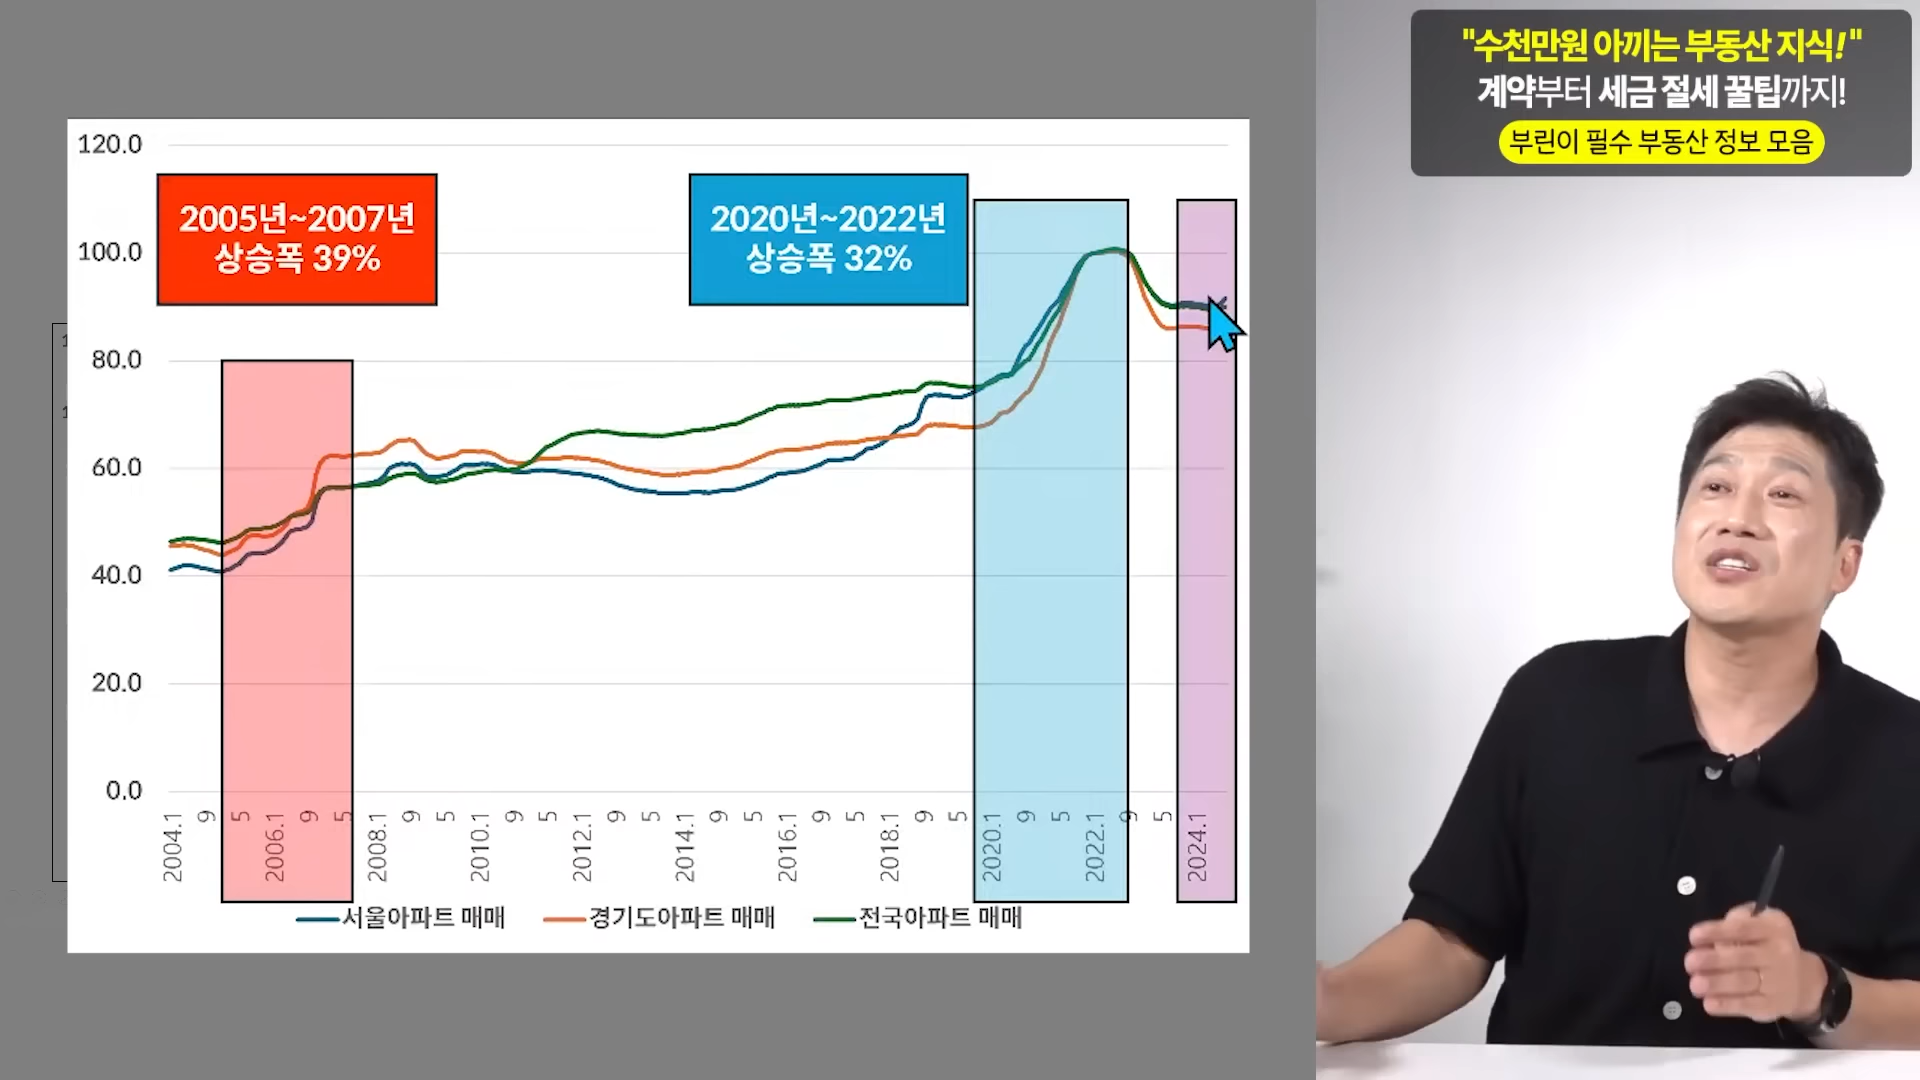 "수천만원 아끼는 부동산 지식!"
계약부터 세금 절세 꿀팁까지!
부린이 필수 부동산 정보 모음
120.0
100.0
80.0
60.0
40.0
20.0
0.0
2005년~2007년
상승폭 39%
2020년~2022년
상승폭 32%
2004.1 9 5 2006.1 9 5 2008.1 9 5 2010.1 9 5 2012.1 9 5 2014.1 9 5 2016.1 9 5 2018.1 9 5 2020.1 9 5 2022.1 9 5 2024.1
서울아파트 매매 경기도아파트 매매 전국아파트 매매